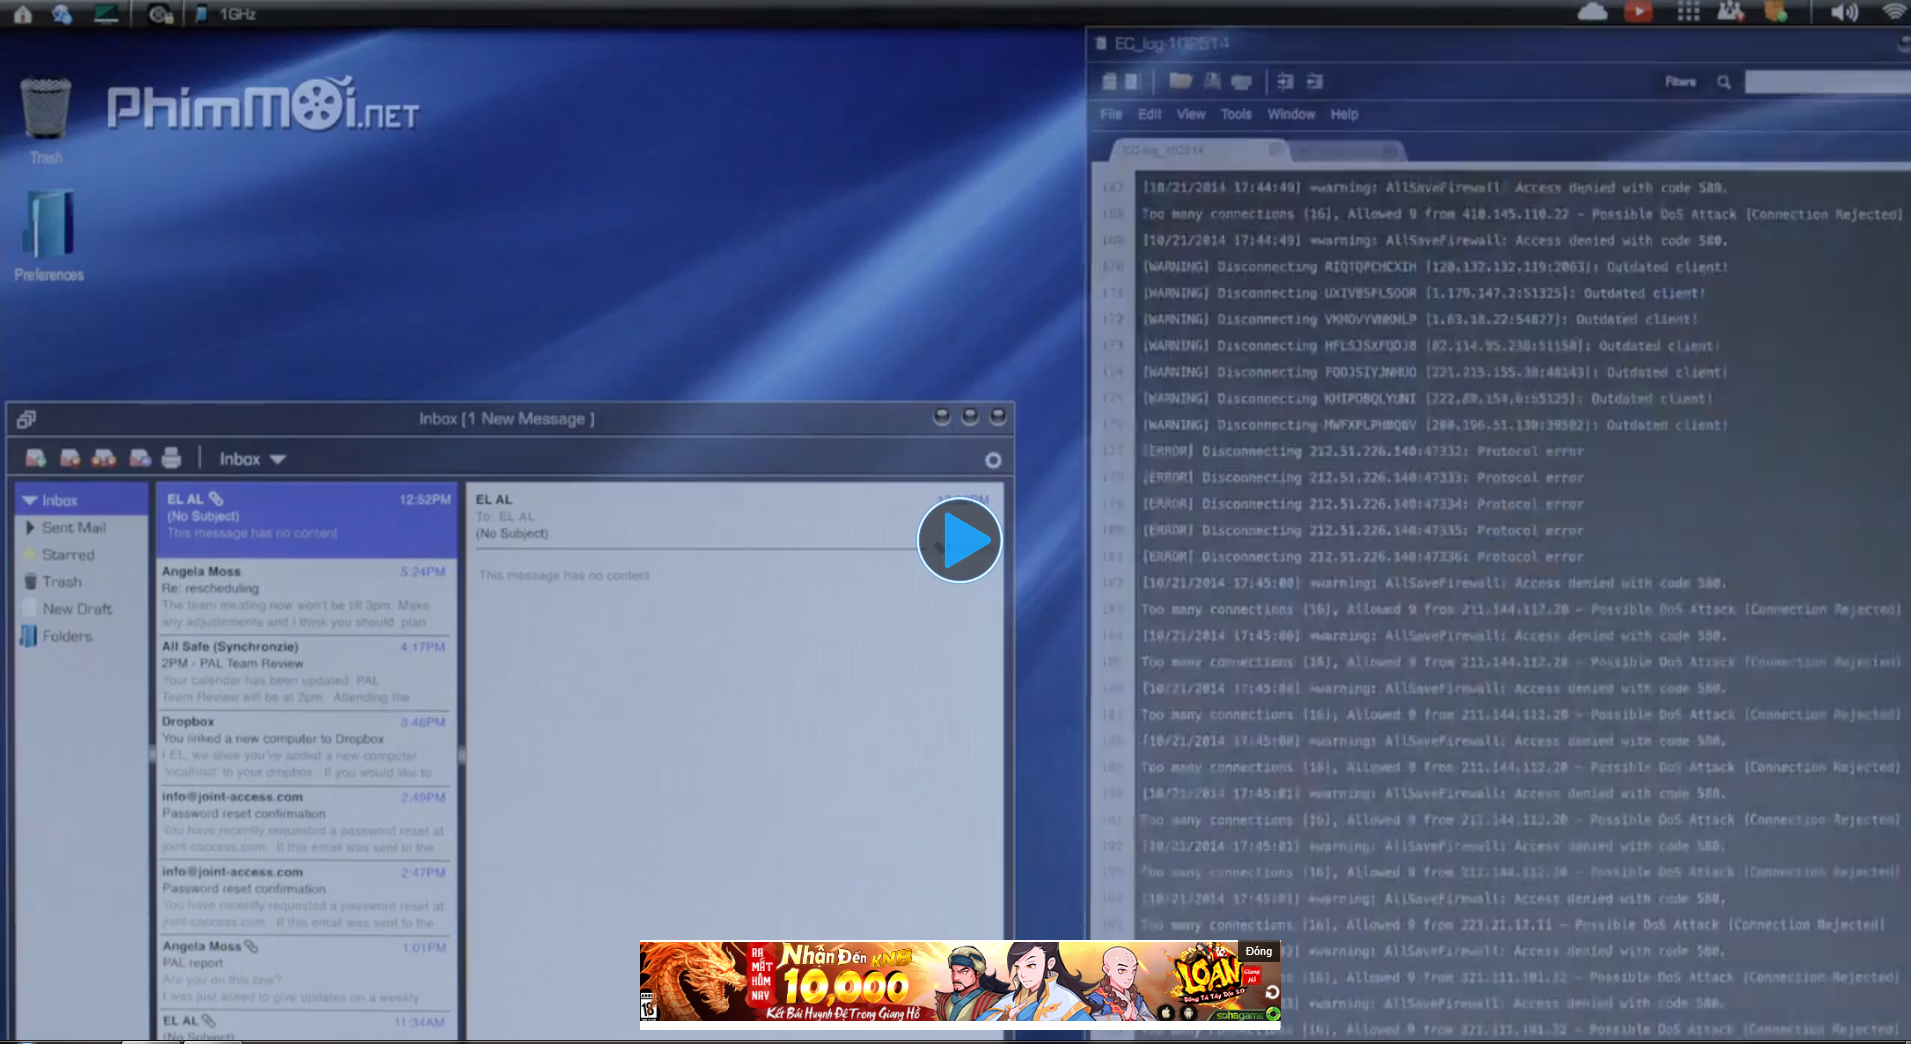 1GHz
PhimMỚi.NET
Trash
Preferences
Inbox [1 New Message ]
Inbox
Inbox
Sent Mail
Starred
Trash
New Draft
Folders
EL AL
12:52PM
(No Subject)
This message has no content
Angela Moss
5:24PM
Re: rescheduling
The team meating now won't be till 3pm. Make
any adjustements and I think you should plan
All Safe (Synchronzie)
4:17PM
2PM - PAL Team Review
Your calendar has been updated. PAL
Team Review will be at 2pm. Attending the
Dropbox
3:48PM
You linked a new computer to Dropbox
EL, we shee you've added a new computer
'localhost' to your dropbox. If you would like to
info@joint-access.com
2:49PM
Password reset confirmation
You have recently requested a password reset at
joint-caccess.com. If this email was sent to the
info@joint-access.com
2:47PM
Password reset confirmation
You have recently requested a password reset at
joint-caccess.com. If this email was sent to the
Angela Moss
1:01PM
PAL report
Are you on this one?
I was just asked to give updates on a weekly
EL AL
11:34AM
(No Subject)
EL AL
To: EL AL
(No Subject)
This message has no content
EC_log-102514
Filters
File Edit View Tools Window Help
[10/21/2014 17:44:49] *warning: AllSaveFirewall: Access denied with code 580.
Too many connections [16], Allowed 9 from 410.145.110.22 - Possible DoS Attack [Connection Rejected]
[10/21/2014 17:44:49] *warning: AllSaveFirewall: Access denied with code 580.
[WARNING] Disconnecting [120.132.132.119:2063]: Outdated client!
[WARNING] Disconnecting [1.179.147.2:51325]: Outdated client!
[WARNING] Disconnecting [1.63.18.22:54827]: Outdated client!
[WARNING] Disconnecting [82.114.95.238:51150]: Outdated client!
[WARNING] Disconnecting [221.215.155.38:48143]: Outdated client!
[WARNING] Disconnecting Outdated client!
[WARNING] Disconnecting [200.196.51.130:39502]: Outdated client!
[ERROR] Disconnecting 212.51.226.140:47332: Protocol error
[ERROR] Disconnecting 212.51.226.140:47333: Protocol error
[ERROR] Disconnecting 212.51.226.140:47334: Protocol error
[ERROR] Disconnecting 212.51.226.140:47335: Protocol error
[ERROR] Disconnecting 212.51.226.140:47336: Protocol error
[10/21/2014 17:45:00] *warning: AllSaveFirewall: Access denied with code 580.
Too many connections [16], Allowed 9 from 211.144.112.20 - Possible DoS Attack [Connection Rejected]
[10/21/2014 17:45:00] *warning: AllSaveFirewall: Access denied with code 580.
Too many connections [16], Allowed 9 from 211.144.112.20 - Possible DoS Attack [Connection Rejected]
[10/21/2014 17:45:00] *warning: AllSaveFirewall: Access denied with code 580.
Too many connections [16], Allowed 9 from 211.144.112.20 - Possible DoS Attack [Connection Rejected]
[10/21/2014 17:45:00] *warning: AllSaveFirewall: Access denied with code 580.
Too many connections [16], Allowed 9 from 211.144.112.20 - Possible DoS Attack [Connection Rejected]
[10/21/2014 17:45:01] *warning: AllSaveFirewall: Access denied with code 580.
Too many connections [16], Allowed 9 from 211.144.112.20 - Possible DoS Attack [Connection Rejected]
[10/21/2014 17:45:01] *warning: AllSaveFirewall: Access denied with code 580.
Too many connections [16], Allowed 9 from 211.144.112.20 - Possible DoS Attack [Connection Rejected]
[10/21/2014 17:45:01] *warning: AllSaveFirewall: Access denied with code 580.
Too many connections [16], Allowed 9 from 223.21.12.11 - Possible DoS Attack [Connection Rejected]
*warning: AllSaveFirewall: Access denied with code 580.
[16], Allowed 9 from - Possible DoS Attack [Connection Rejected]
*warning: AllSaveFirewall: Access denied with code 580.
[16], Allowed 9 from - Possible DoS Attack [Connection Rejected]
RA
MẮT
HÔM
NAY
Nhận Đến KNB
10,000
Kết Bái Huynh Đệ Trong Giang Hồ
18
LOẠN
Giang
Hồ
Đông Tà Tây Độc 2.0
sohagame
Đóng